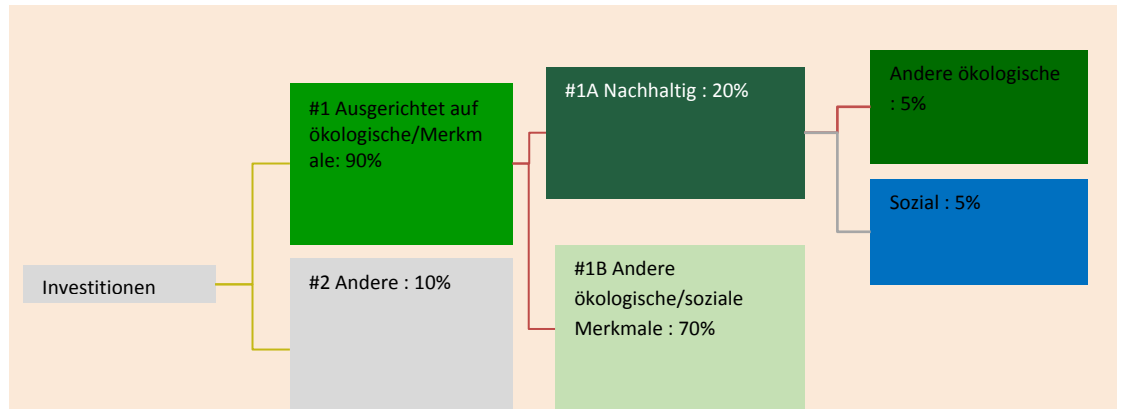 Investitionen
#1 Ausgerichtet auf
ökologische/Merkm
ale: 90%
#2 Andere : 10%
#1A Nachhaltig : 20%
#1B Andere
ökologische/soziale
Merkmale : 70%
Andere ökologische
: 5%
Sozial : 5%